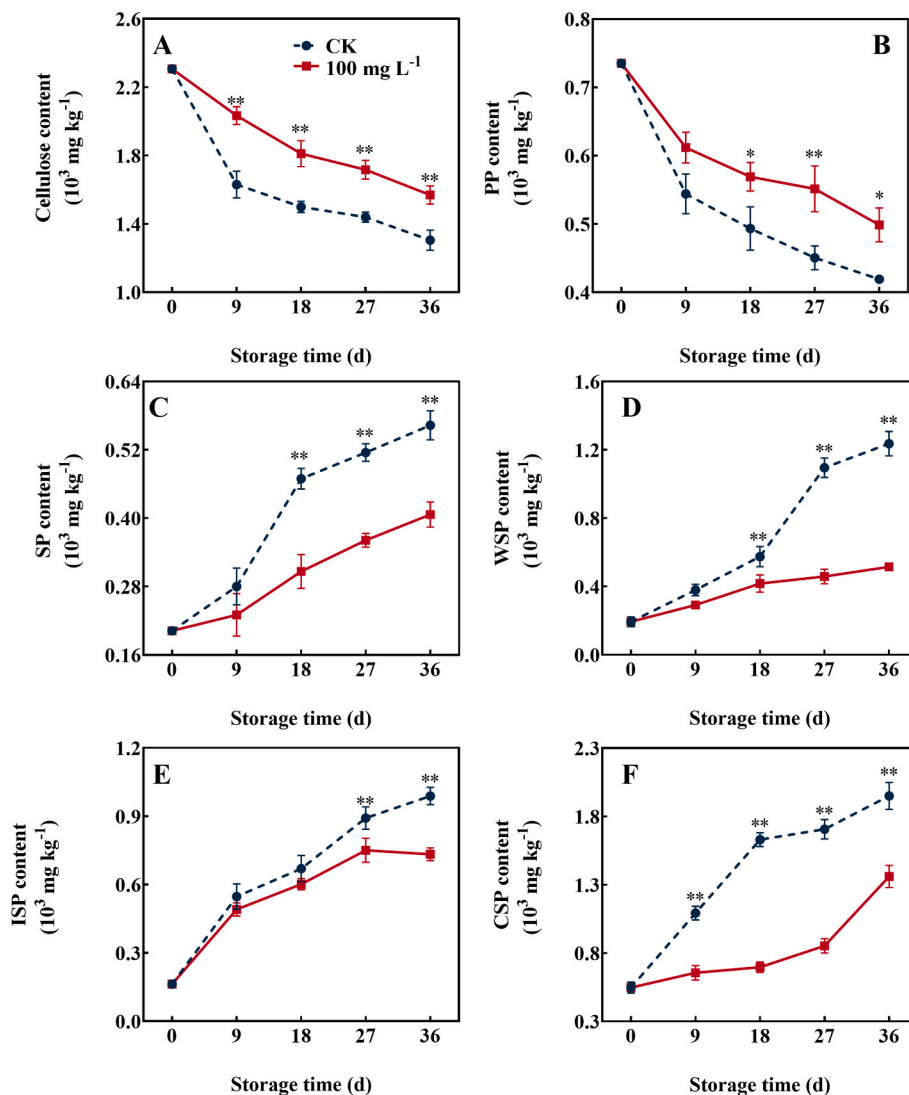 A
CK
100 mg L-1
Cellulose content
(10³ mg kg⁻¹)
2.6
2.2
1.8
1.4
1.0
** ** ** **
0 9 18 27 36
Storage time (d)
B
PP content
(10³ mg kg⁻¹)
0.8
0.7
0.6
0.5
0.4
* ** *
0 9 18 27 36
Storage time (d)
C
SP content
(10³ mg kg⁻¹)
0.64
0.52
0.40
0.28
0.16
** ** **
0 9 18 27 36
Storage time (d)
D
WSP content
(10³ mg kg⁻¹)
1.6
1.2
0.8
0.4
0.0
** ** **
0 9 18 27 36
Storage time (d)
E
ISP content
(10³ mg kg⁻¹)
1.2
0.9
0.6
0.3
0.0
** **
0 9 18 27 36
Storage time (d)
F
CSP content
(10³ mg kg⁻¹)
2.3
1.8
1.3
0.8
0.3
** ** ** **
0 9 18 27 36
Storage time (d)